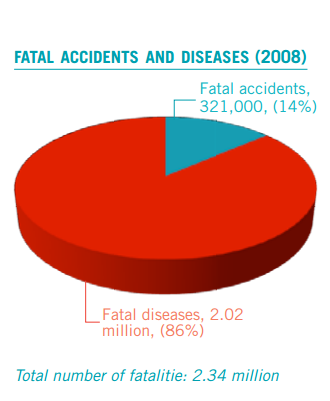 FATAL ACCIDENTS AND DISEASES (2008)
Fatal accidents,
321,000, (14%)
Fatal diseases, 2.02
million, (86%)
Total number of fatalitie: 2.34 million